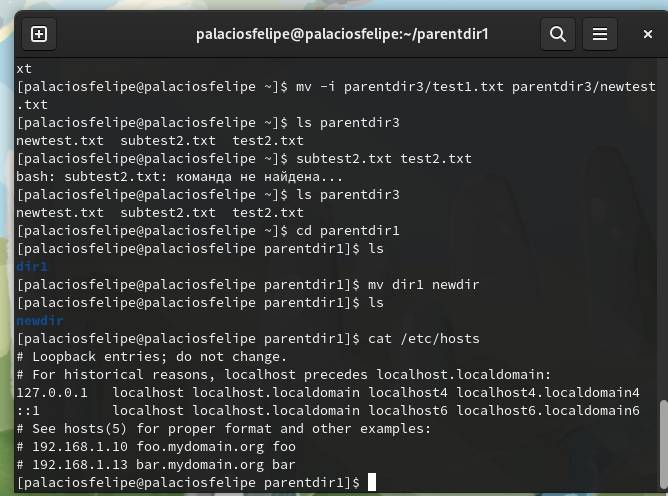 palaciosfelipe@palaciosfelipe:~/parentdir1
xt
[palaciosfelipe@palaciosfelipe ~]$ mv -i parentdir3/test1.txt parentdir3/newtest
.txt
[palaciosfelipe@palaciosfelipe ~]$ ls parentdir3
newtest.txt  subtest2.txt  test2.txt
[palaciosfelipe@palaciosfelipe ~]$ subtest2.txt test2.txt
bash: subtest2.txt: команда не найдена...
[palaciosfelipe@palaciosfelipe ~]$ ls parentdir3
newtest.txt  subtest2.txt  test2.txt
[palaciosfelipe@palaciosfelipe ~]$ cd parentdir1
[palaciosfelipe@palaciosfelipe parentdir1]$ ls
dir1
[palaciosfelipe@palaciosfelipe parentdir1]$ mv dir1 newdir
[palaciosfelipe@palaciosfelipe parentdir1]$ ls
newdir
[palaciosfelipe@palaciosfelipe parentdir1]$ cat /etc/hosts
# Loopback entries; do not change.
# For historical reasons, localhost precedes localhost.localdomain:
127.0.0.1   localhost localhost.localdomain localhost4 localhost4.localdomain4
::1         localhost localhost.localdomain localhost6 localhost6.localdomain6
# See hosts(5) for proper format and other examples:
# 192.168.1.10 foo.mydomain.org foo
# 192.168.1.13 bar.mydomain.org bar
[palaciosfelipe@palaciosfelipe parentdir1]$